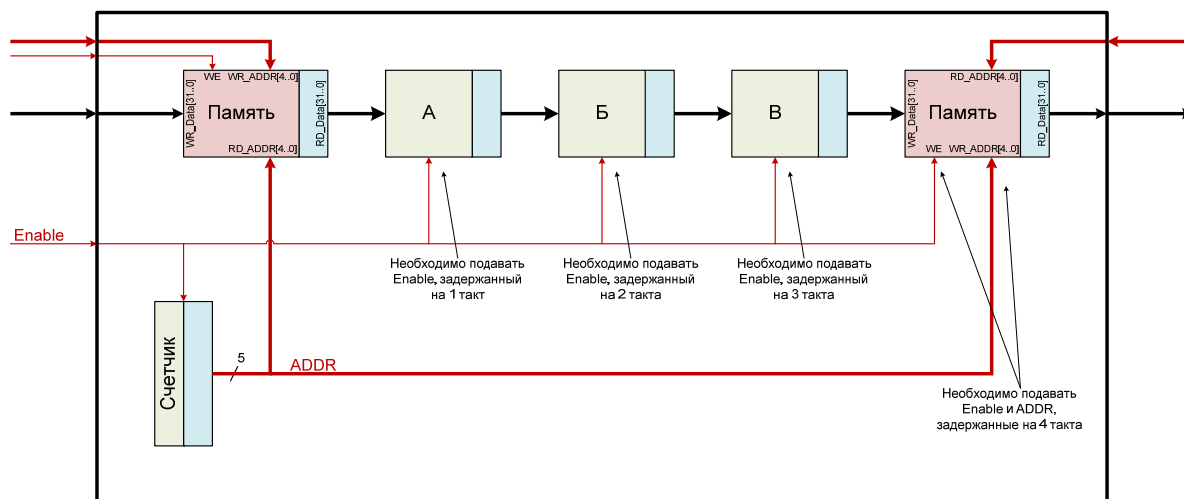 WE WR_ADDR[4..0]
WR_Data[31..0]
Память
RD_Data[31..0]
RD_ADDR[4..0]
А
Б
В
RD_ADDR[4..0]
WR_Data[31..0]
Память
RD_Data[31..0]
WE WR_ADDR[4..0]
Enable
Необходимо подавать
Enable, задержанный
на 1 такт
Необходимо подавать
Enable, задержанный
на 2 такта
Необходимо подавать
Enable, задержанный
на 3 такта
Счетчик
5
ADDR
Необходимо подавать
Enable и ADDR,
задержанные на 4 такта